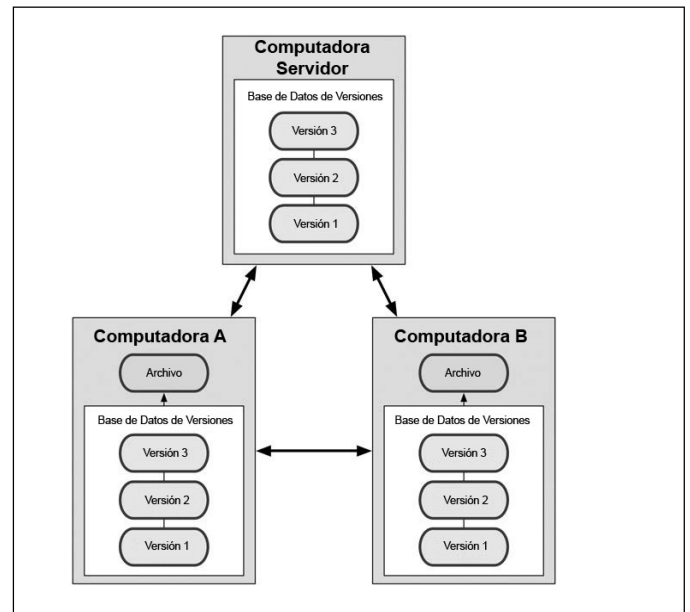 Computadora
Servidor
Base de Datos de Versiones
Versión 3
Versión 2
Versión 1
Computadora A
Archivo
Base de Datos de Versiones
Versión 3
Versión 2
Versión 1
Computadora B
Archivo
Base de Datos de Versiones
Versión 3
Versión 2
Versión 1